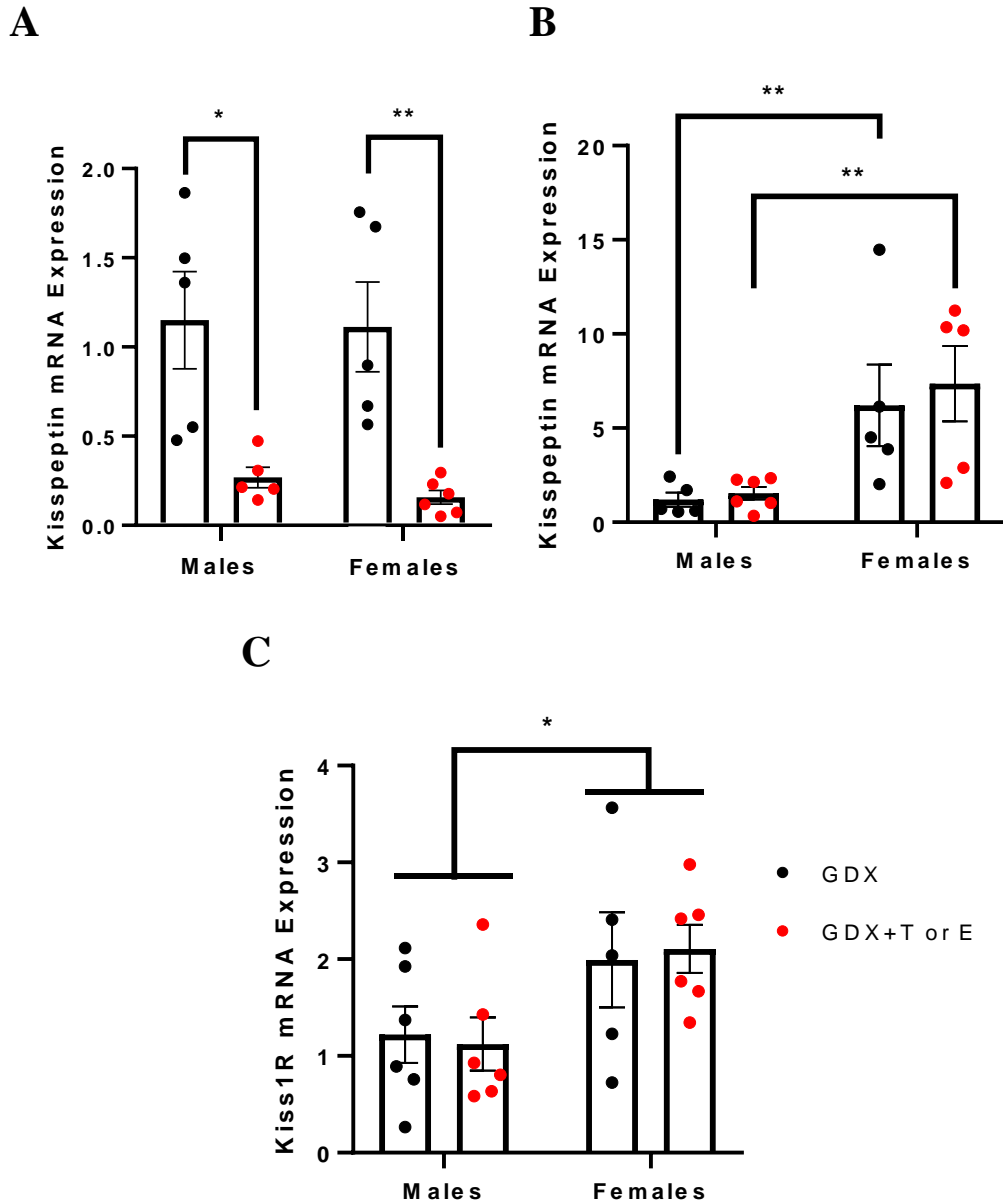 A
Kisspeptin mRNA Expression
2.0
1.5
1.0
0.5
0.0
*
**
Males
Females
B
Kisspeptin mRNA Expression
20
15
10
5
0
**
**
Males
Females
C
Kiss1R mRNA Expression
4
3
2
1
0
*
Males
Females
GDX
GDX+T or E